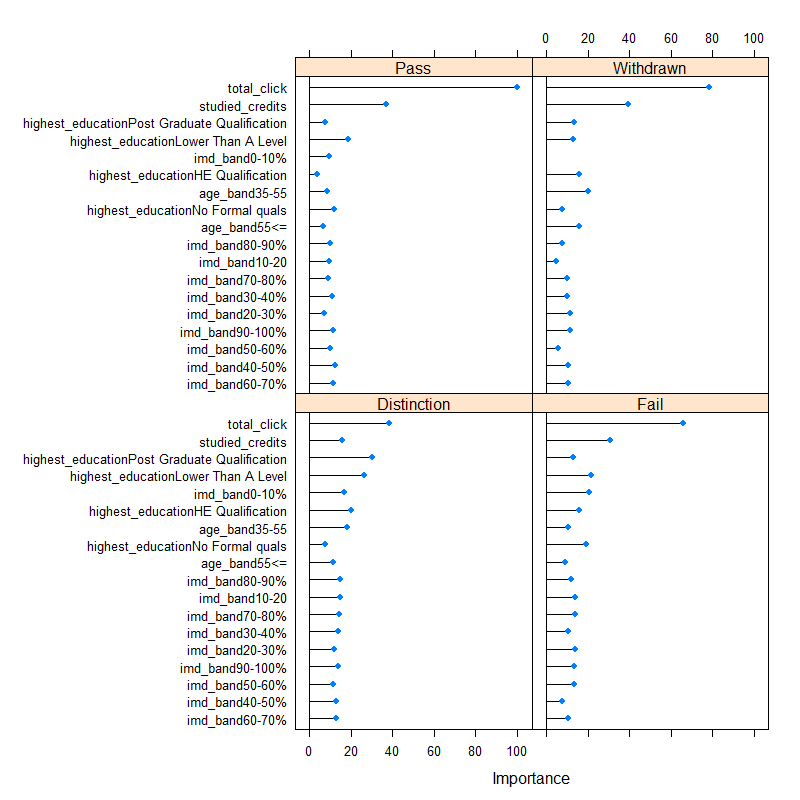 0 20 40 60 80 100
Pass Withdrawn
total_click
studied_credits
highest_educationPost Graduate Qualification
highest_educationLower Than A Level
imd_band0-10%
highest_educationHE Qualification
age_band35-55
highest_educationNo Formal quals
age_band55<=
imd_band80-90%
imd_band10-20
imd_band70-80%
imd_band30-40%
imd_band20-30%
imd_band90-100%
imd_band50-60%
imd_band40-50%
imd_band60-70%
Distinction Fail
total_click
studied_credits
highest_educationPost Graduate Qualification
highest_educationLower Than A Level
imd_band0-10%
highest_educationHE Qualification
age_band35-55
highest_educationNo Formal quals
age_band55<=
imd_band80-90%
imd_band10-20
imd_band70-80%
imd_band30-40%
imd_band20-30%
imd_band90-100%
imd_band50-60%
imd_band40-50%
imd_band60-70%
0 20 40 60 80 100
Importance